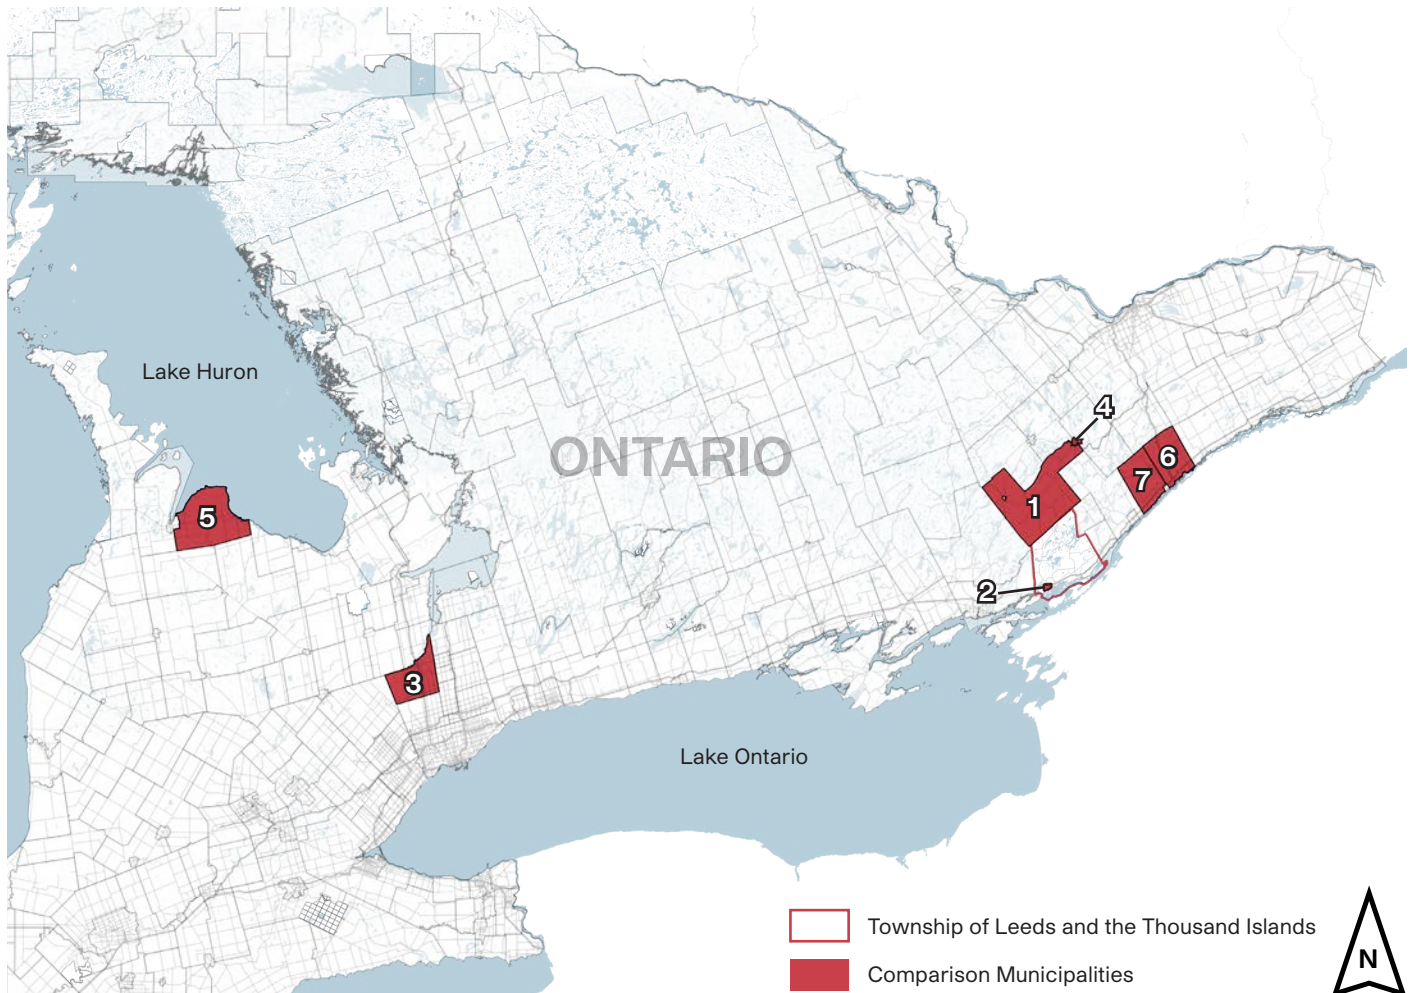 Lake Huron
ONTARIO
4
6
7
1
5
2
3
Lake Ontario
Township of Leeds and the Thousand Islands
Comparison Municipalities
N